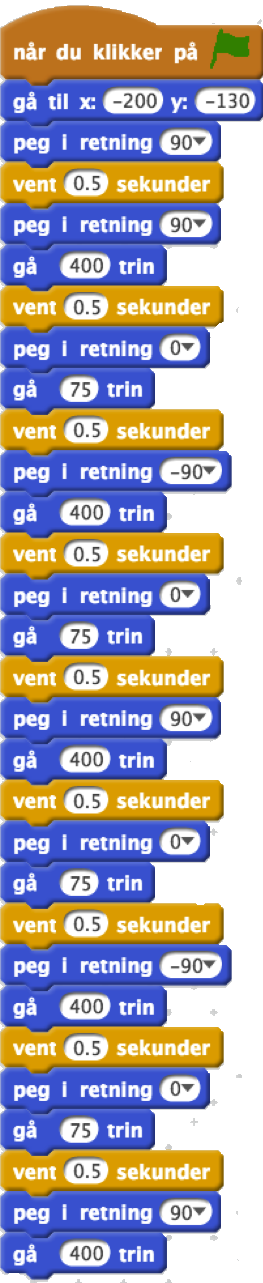 når du klikker på
gå til x: -200 y: -130
peg i retning 90
vent 0.5 sekunder
peg i retning 90
gå 400 trin
vent 0.5 sekunder
peg i retning 0
gå 75 trin
vent 0.5 sekunder
peg i retning -90
gå 400 trin
vent 0.5 sekunder
peg i retning 0
gå 75 trin
vent 0.5 sekunder
peg i retning 90
gå 400 trin
vent 0.5 sekunder
peg i retning 0
gå 75 trin
vent 0.5 sekunder
peg i retning -90
gå 400 trin
vent 0.5 sekunder
peg i retning 0
gå 75 trin
vent 0.5 sekunder
peg i retning 90
gå 400 trin